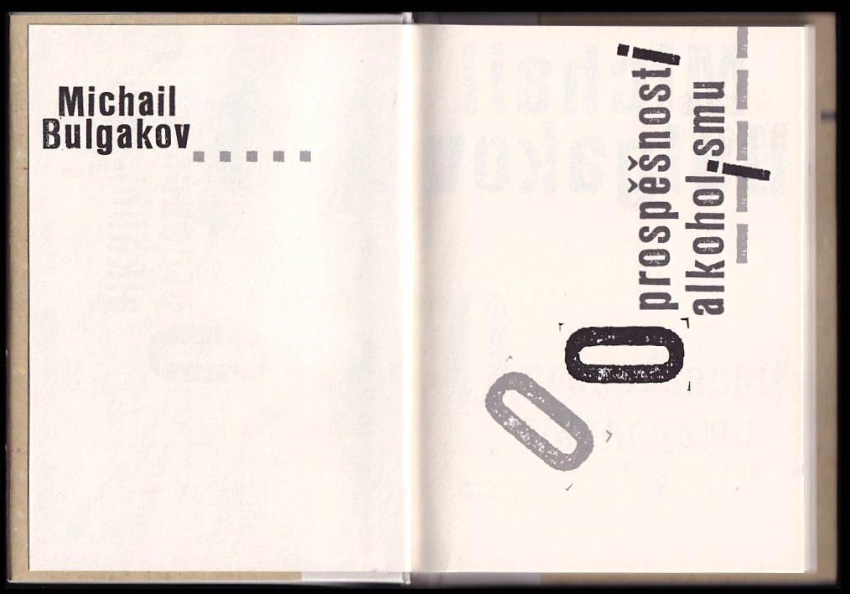 Michail
Bulgakov
O
prospěšnosti
alkoholismu